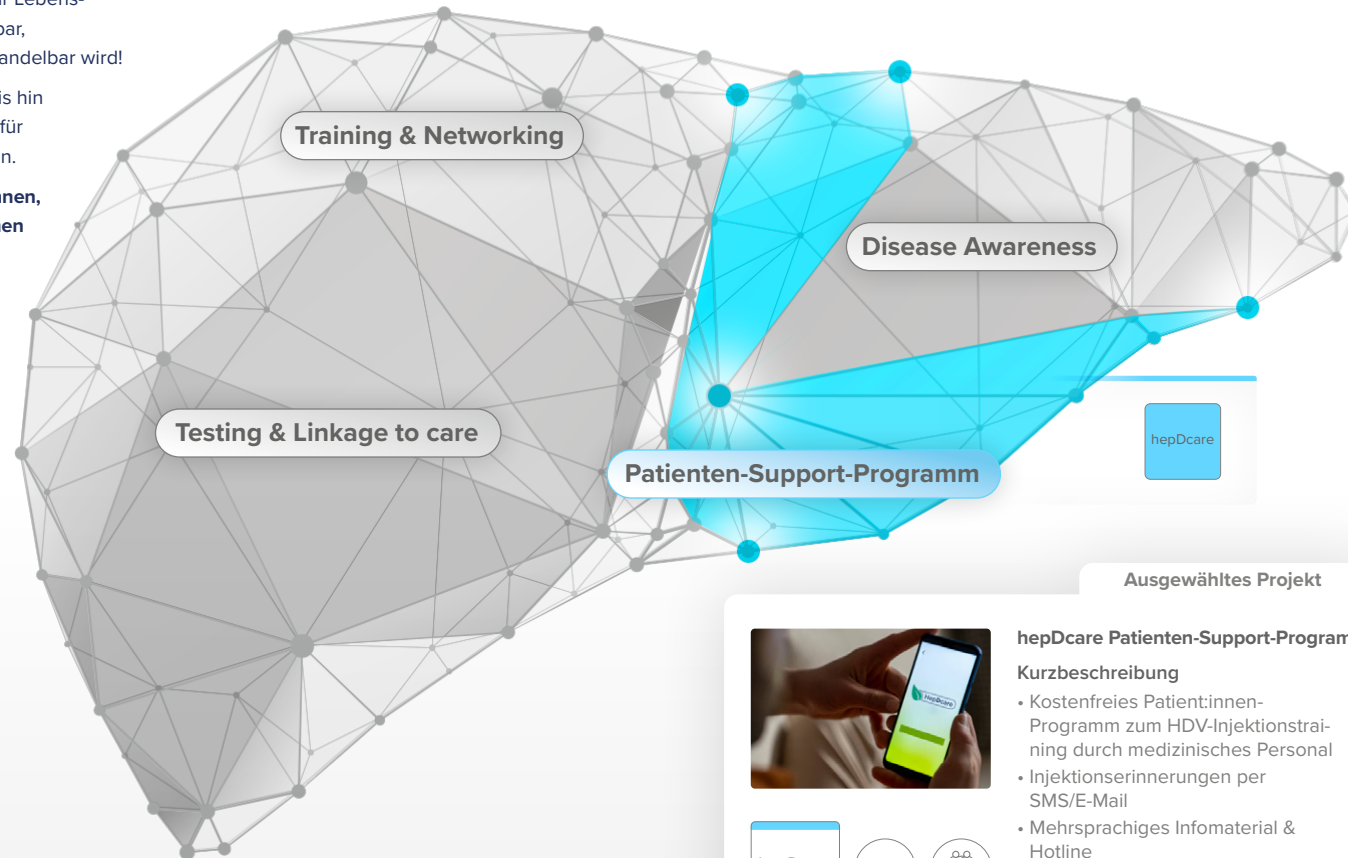 bar,
andelbar wird!
is hin
für
n.
Training & Networking
Disease Awareness
Testing & Linkage to care
Patienten-Support-Programm
hepDcare
Ausgewähltes Projekt
HepDcare
hepDcare Patienten-Support-Program
Kurzbeschreibung
• Kostenfreies Patient:innen-
Programm zum HDV-Injektionstrai-
ning durch medizinisches Personal
• Injektionserinnerungen per
SMS/E-Mail
• Mehrsprachiges Infomaterial &
Hotline